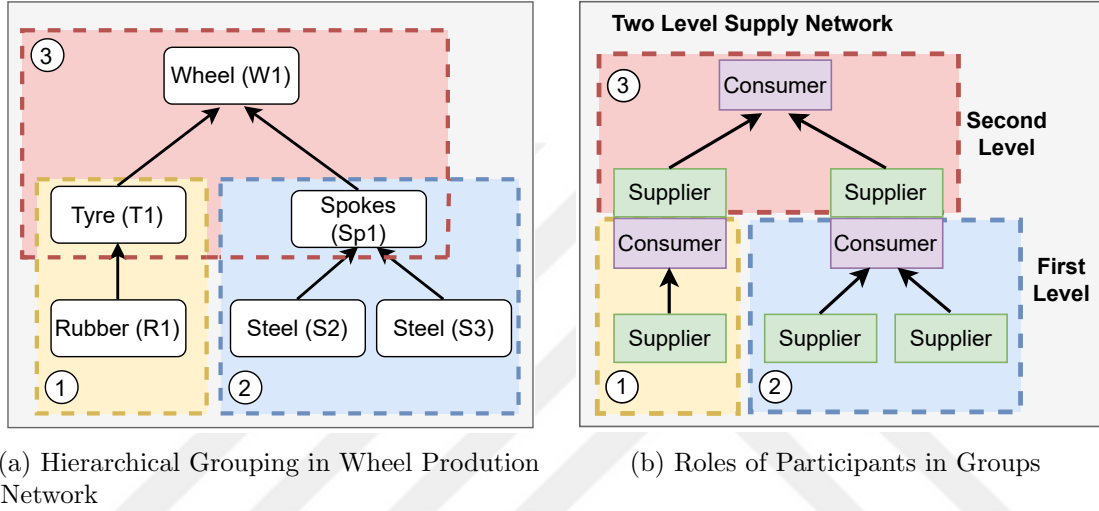 3
Wheel (W1)
Tyre (T1)
Spokes
(Sp1)
Rubber (R1)
Steel (S2)
Steel (S3)
1
2
(a) Hierarchical Grouping in Wheel Prodution
Network
Two Level Supply Network
3
Consumer
Second
Level
Supplier
Supplier
Consumer
Consumer
First
Level
Supplier
Supplier
Supplier
1
2
(b) Roles of Participants in Groups